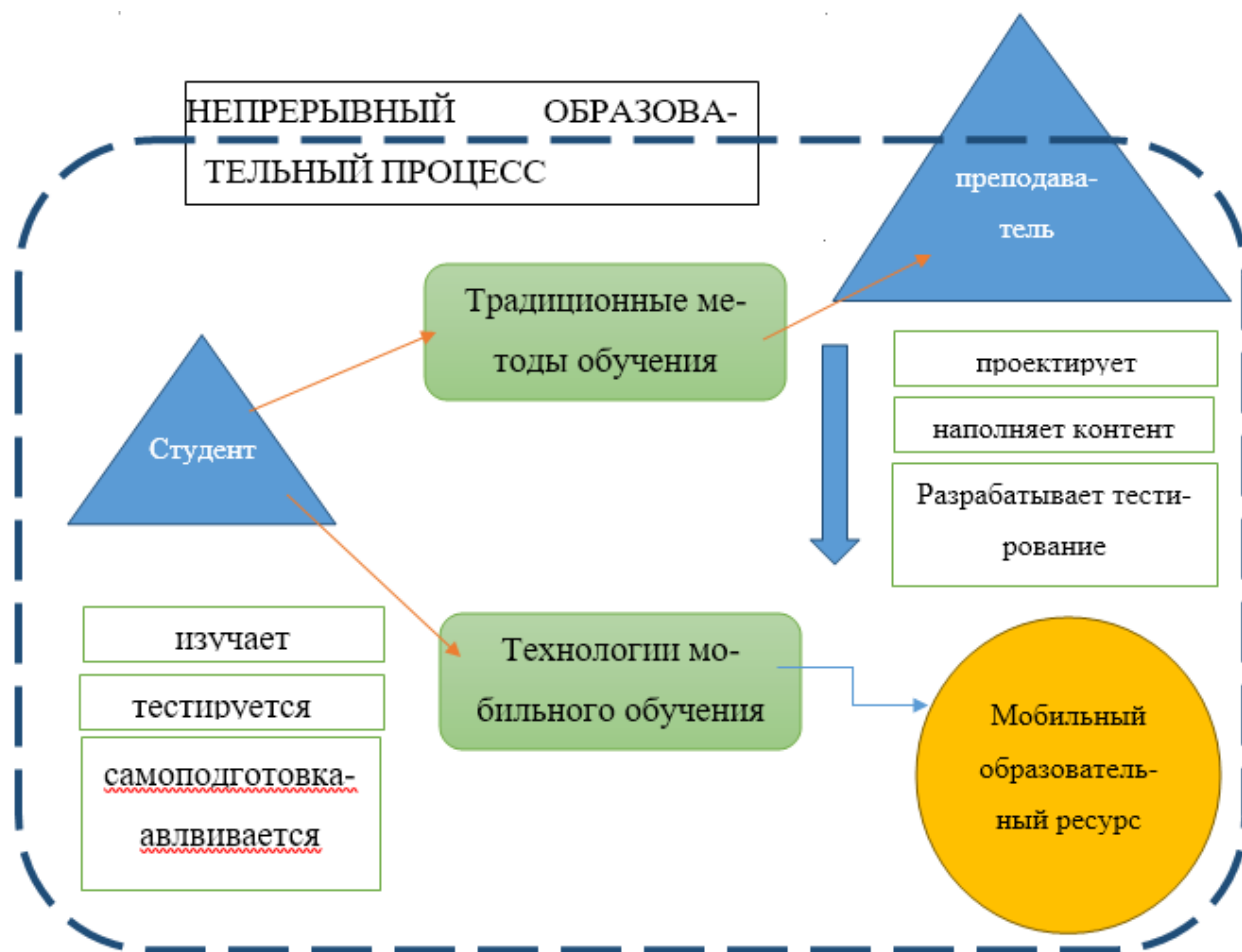 НЕПРЕРЫВНЫЙ ОБРАЗОВА-
ТЕЛЬНЫЙ ПРОЦЕСС
преподава-
тель
Традиционные ме-
тоды обучения
Студент
проектирует
наполняет контент
Разрабатывает тести-
рование
изучает
тестируется
самоподготовка-
авлвивается
Технологии мо-
бильного обучения
Мобильный
образователь-
ный ресурс